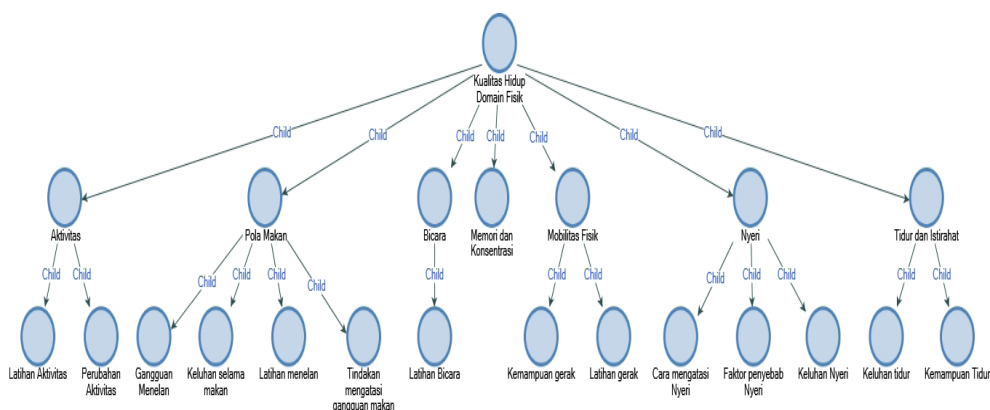 Kualitas Hidup
Domain Fisik
Child
Child
Child
Child
Child
Child
Child
Aktivitas
Pola Makan
Bicara
Memori dan
Konsentrasi
Mobilitas Fisik
Nyeri
Tidur dan Istirahat
Child
Child
Child
Child
Child
Child
Child
Child
Child
Child
Child
Child
Child
Child
Latihan Aktivitas
Perubahan
Aktivitas
Gangguan
Menelan
Keluhan selama
makan
Latihan menelan
Tindakan
mengatasi
gangguan makan
Latihan Bicara
Kemampuan gerak
Latihan gerak
Cara mengatasi
Nyeri
Faktor penyebab
Nyeri
Keluhan Nyeri
Keluhan tidur
Kemampuan Tidur